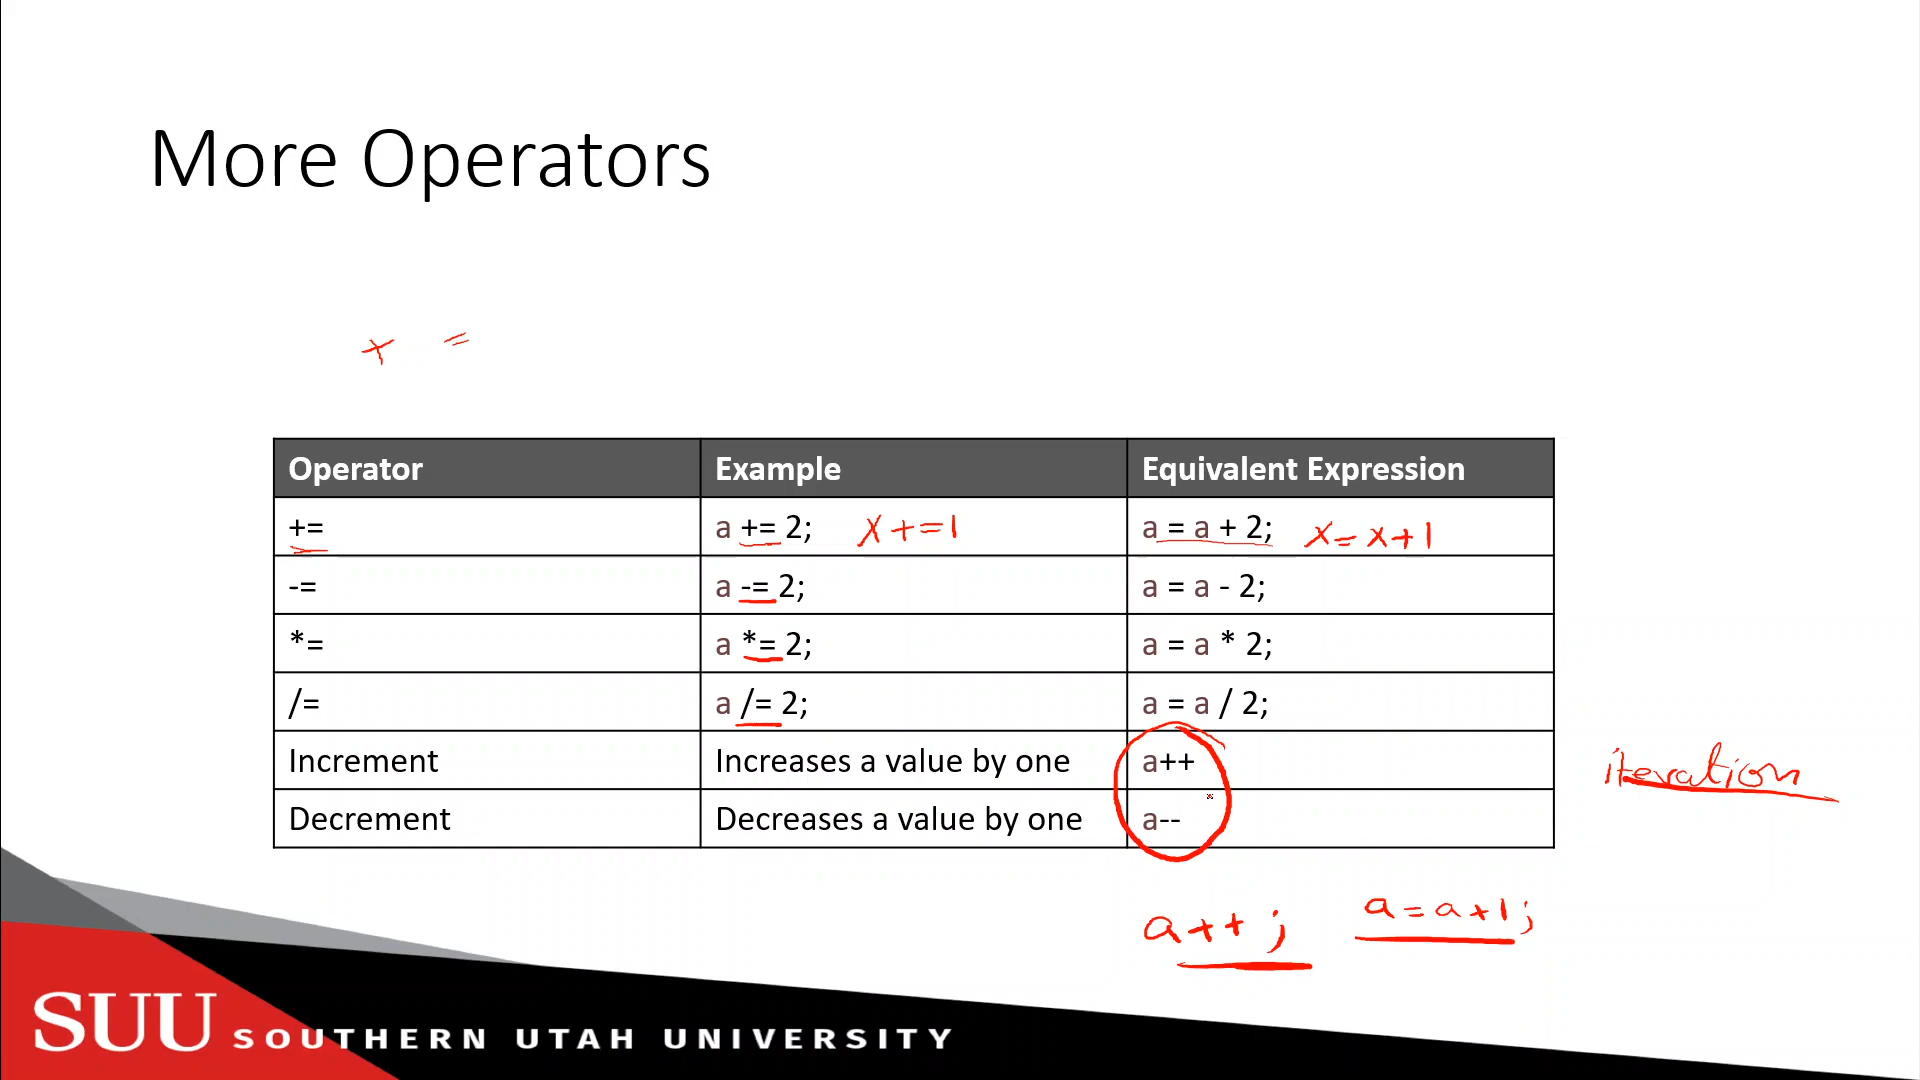 More Operators
+ =
Operator Example Equivalent Expression
+= a += 2; x+=1 a = a + 2; x=x+1
-= a -= 2; a = a - 2;
*= a *= 2; a = a * 2;
/= a /= 2; a = a / 2;
Increment Increases a value by one a++ iteration
Decrement Decreases a value by one a--
a++; a=a+1;
SUU SOUTHERN UTAH UNIVERSITY